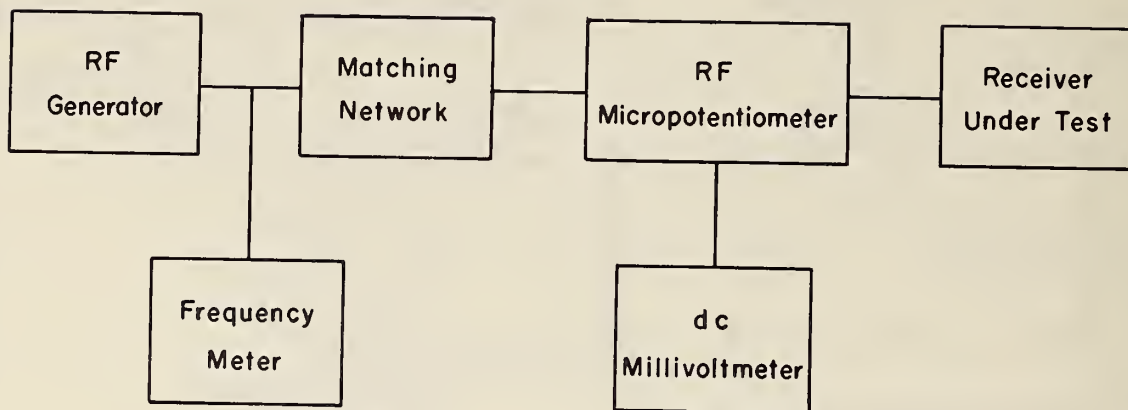 RF
Generator
Matching
Network
RF
Micropotentiometer
Receiver
Under Test
Frequency
Meter
dc
Millivoltmeter